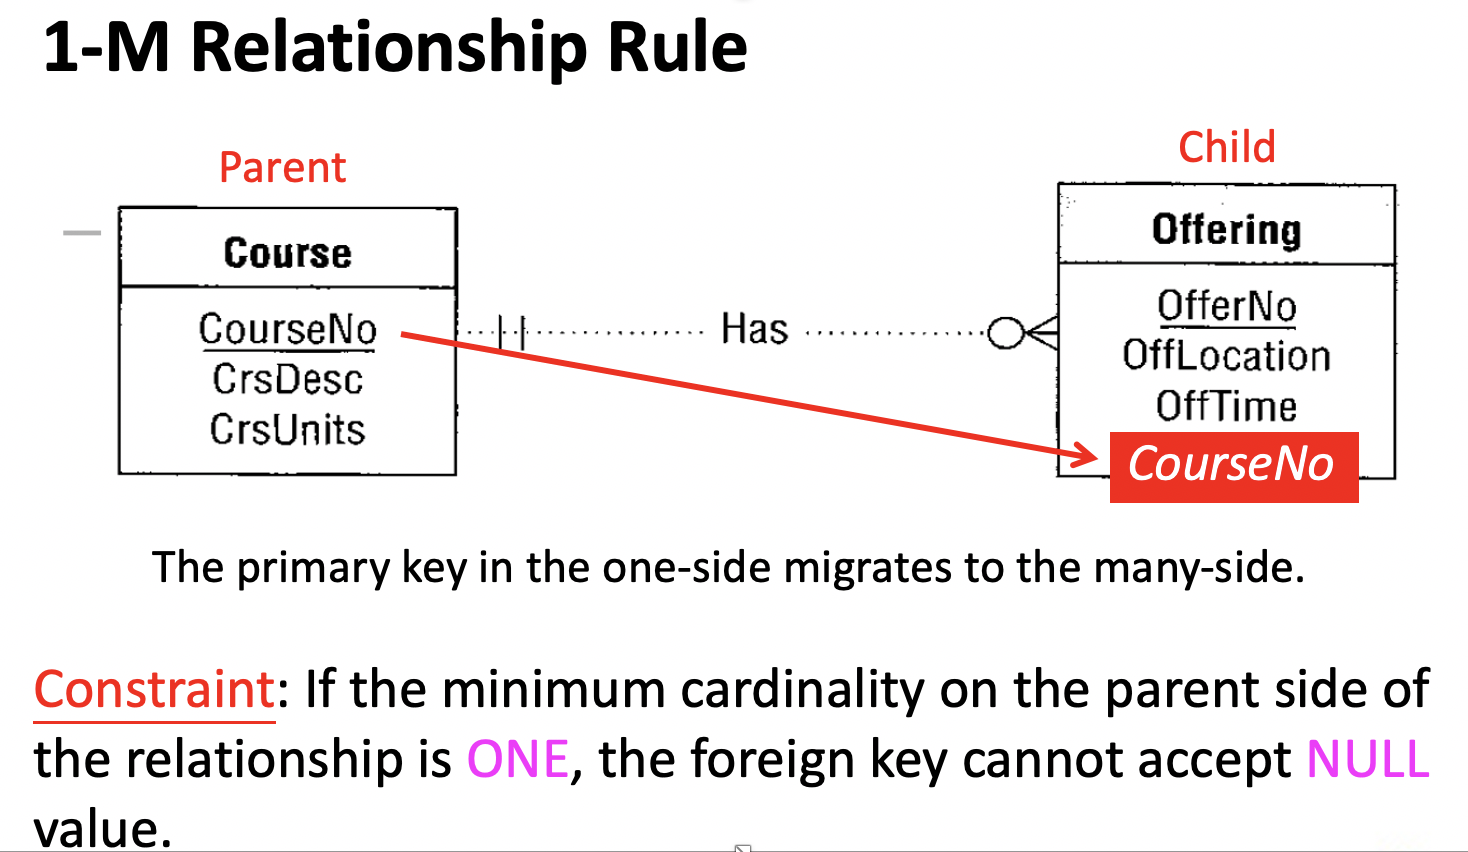 1-M Relationship Rule
Parent
Child
Course
CourseNo
CrsDesc
CrsUnits
Has
Offering
OfferNo
OffLocation
OffTime
CourseNo
The primary key in the one-side migrates to the many-side.
Constraint: If the minimum cardinality on the parent side of
the relationship is ONE, the foreign key cannot accept NULL
value.